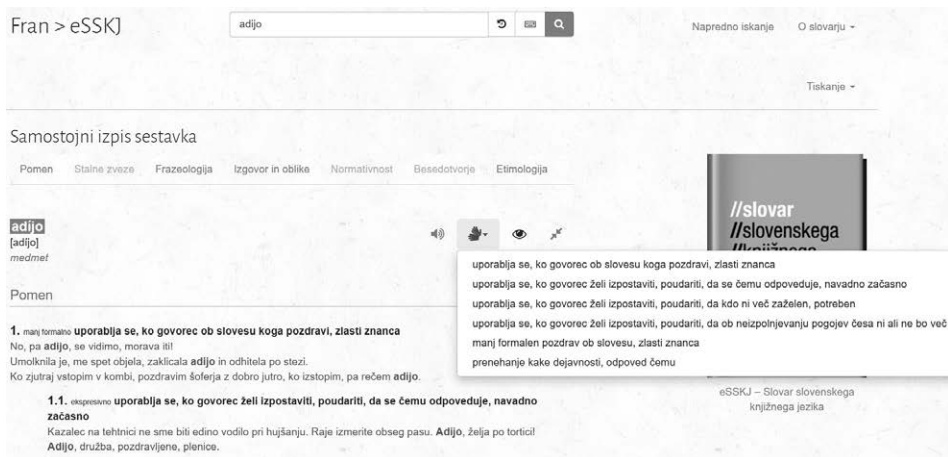 Fran > eSSKJ
adijo
Napredno iskanje
O slovarju
Tiskanje
Samostojni izpis sestavka
Pomen Stalne zveze Frazeologija Izgovor in oblike Normativnost Besedotvorje Etimologija
adíjo
[adíjo]
medmet
//slovar
//slovenskega
//knjižnega
uporablja se, ko govorec ob slovesu koga pozdravi, zlasti znanca
uporablja se, ko govorec želi izpostaviti, poudariti, da se čemu odpoveduje, navadno začasno
uporablja se, ko govorec želi izpostaviti, poudariti, da kdo ni več zaželen, potreben
uporablja se, ko govorec želi izpostaviti, poudariti, da ob neizpolnjevanju pogojev česa ni ali ne bo več
manj formalen pozdrav ob slovesu, zlasti znanca
prenehanje kake dejavnosti, odpoved čemu
Pomen
1. manj formalno uporablja se, ko govorec ob slovesu koga pozdravi, zlasti znanca
No, pa adijo, se vidimo, morava iti!
Umolknila je, me spet objela, zaklicala adijo in odhitela po stezi.
Ko zjutraj vstopim v kombi, pozdravim šoferja z dobro jutro, ko izstopim, pa rečem adijo.
1.1. ekspresivno uporablja se, ko govorec želi izpostaviti, poudariti, da se čemu odpoveduje, navadno
začasno
Kazalec na tehtnici ne sme biti edino vodilo pri hujšanju. Raje izmerite obseg pasu. Adijo, želja po tortici!
Adijo, družba, pozdravljene, plenice.
eSSKJ – Slovar slovenskega
knjižnega jezika